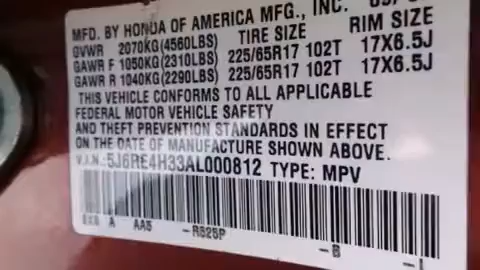 MFD. BY HONDA OF AMERICA MFG., INC.
GVWR 2070KG(4560LBS) TIRE SIZE RIM SIZE
GAWR F 1050KG(2310LBS) 225/65R17 102T 17X6.5J
GAWR R 1040KG(2290LBS) 225/65R17 102T 17X6.5J
THIS VEHICLE CONFORMS TO ALL APPLICABLE
FEDERAL MOTOR VEHICLE SAFETY
AND THEFT PREVENTION STANDARDS IN EFFECT
ON THE DATE OF MANUFACTURE SHOWN ABOVE.
V.I.N.: 5J6RE4H33AL000812 TYPE: MPV
A AA5 -R525P -B